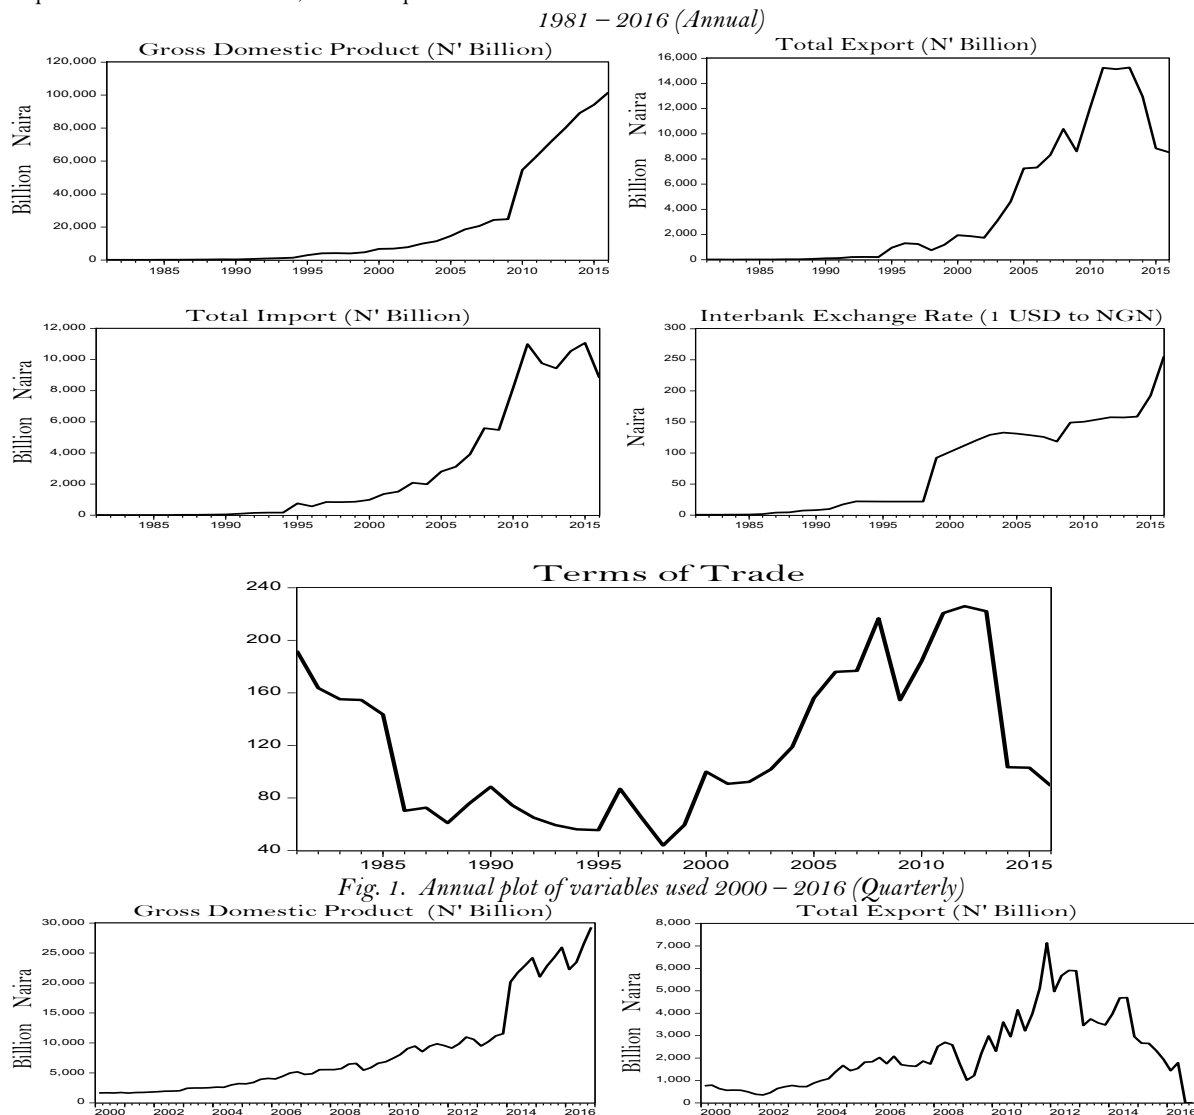 1981 – 2016 (Annual)
Gross Domestic Product (N' Billion)
Total Export (N' Billion)
120,000
100,000
80,000
60,000
40,000
20,000
0
Billion Naira
1985 1990 1995 2000 2005 2010 2015
16,000
14,000
12,000
10,000
8,000
6,000
4,000
2,000
0
Billion Naira
1985 1990 1995 2000 2005 2010 2015
Total Import (N' Billion)
Interbank Exchange Rate (1 USD to NGN)
12,000
10,000
8,000
6,000
4,000
2,000
0
Billion Naira
1985 1990 1995 2000 2005 2010 2015
300
250
200
150
100
50
0
Naira
1985 1990 1995 2000 2005 2010 2015
Terms of Trade
240
200
160
120
80
40
1985 1990 1995 2000 2005 2010 2015
Fig. 1. Annual plot of variables used 2000 – 2016 (Quarterly)
Gross Domestic Product (N' Billion)
Total Export (N' Billion)
30,000
25,000
20,000
15,000
10,000
5,000
0
Billion Naira
2000 2002 2004 2006 2008 2010 2012 2014 2016
8,000
7,000
6,000
5,000
4,000
3,000
2,000
1,000
0
Billion Naira
2000 2002 2004 2006 2008 2010 2012 2014